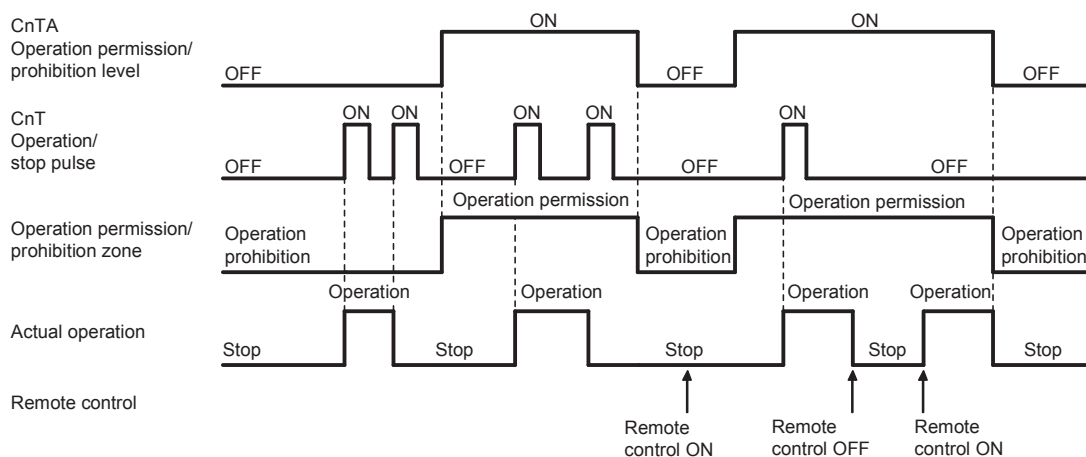 CnTA
Operation permission/
prohibition level
OFF
ON
OFF
ON
OFF
CnT
Operation/
stop pulse
OFF
ON
ON
OFF
ON
ON
OFF
ON
OFF
Operation permission/
prohibition zone
Operation
prohibition
Operation permission
Operation
prohibition
Operation permission
Operation
prohibition
Actual operation
Stop
Operation
Stop
Operation
Stop
Operation
Stop
Operation
Stop
Remote control
Remote
control ON
Remote
control OFF
Remote
control ON